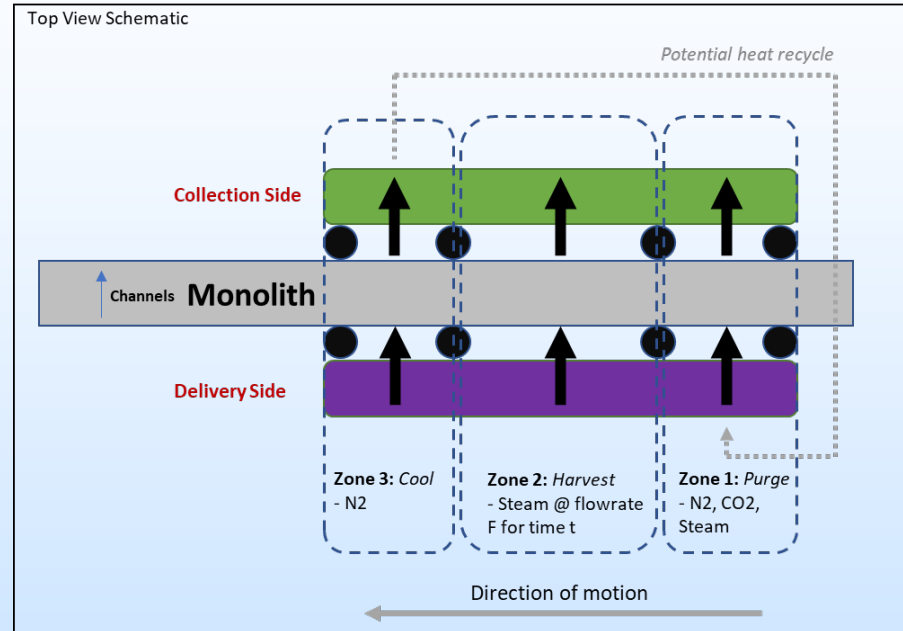 Top View Schematic
Potential heat recycle
Collection Side
Channels Monolith
Delivery Side
Zone 3: Cool
- N2
Zone 2: Harvest
- Steam @ flowrate
F for time t
Zone 1: Purge
- N2, CO2,
Steam
Direction of motion